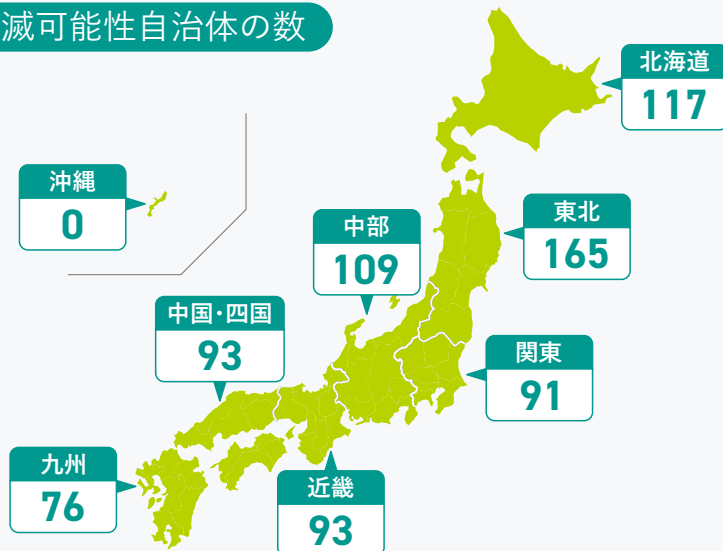 滅可能性自治体の数
北海道
117
沖縄
0
東北
165
中部
109
中国・四国
93
関東
91
九州
76
近畿
93